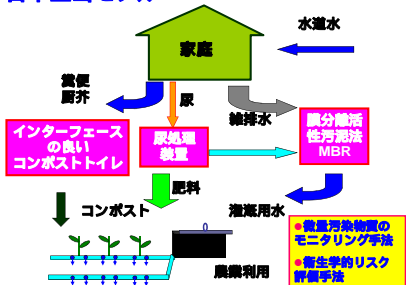 水道水
家庭
糞便
厨芥
尿
雑排水
インターフェース
の良い
コンポストトイレ
尿処理
装置
膜分離活
性汚泥法
MBR
肥料
コンポスト
灌漑用水
農業利用
●微量汚染物質の
モニタリング手法
●衛生学的リスク
評価手法